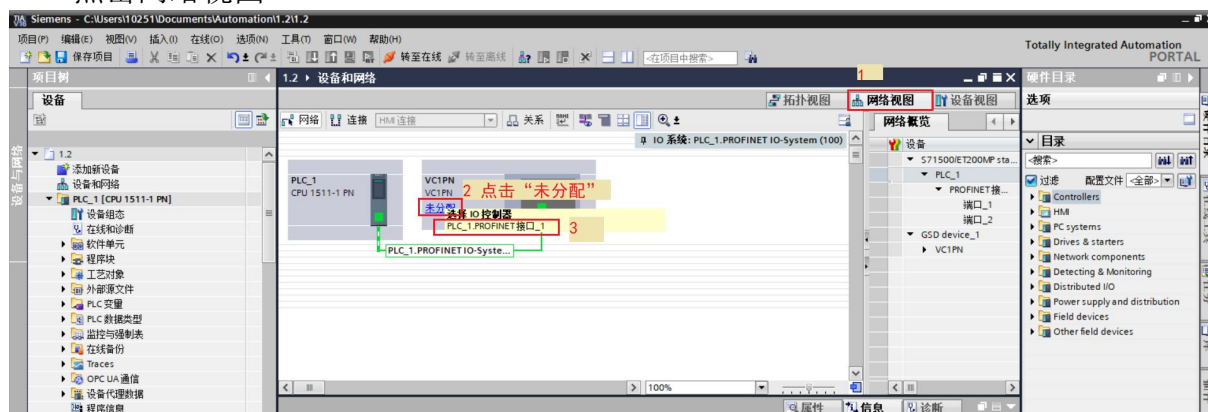 Siemens - C:\Users\10251\Documents\Automation\1.2\1.2
项目(P) 编辑(E) 视图(V) 插入(I) 在线(O) 选项(N) 工具(T) 窗口(W) 帮助(H)
Totally Integrated Automation
PORTAL
保存项目 转至在线 转至离线 <在项目中搜索>
项目树
1.2 ▸ 设备和网络
1
硬件目录
设备
拓扑视图 网络视图 设备视图
选项
网络 连接 HMI 连接 关系
网络概览
IO 系统: PLC_1.PROFINET IO-System (100)
目录
<搜索>
过滤 配置文件 <全部>
Controllers
HMI
PC systems
Drives & starters
Network components
Detecting & Monitoring
Distributed I/O
Power supply and distribution
Field devices
Other field devices
1.2
添加新设备
设备和网络
PLC_1 [CPU 1511-1 PN]
设备组态
在线和诊断
软件单元
程序块
工艺对象
外部源文件
PLC 变量
PLC 数据类型
监控与强制表
在线备份
Traces
OPC UA 通信
设备代理数据
程序信息
PLC_1
CPU 1511-1 PN
VC1PN
VC1PN
2 点击“未分配”
未分配
选择 IO 控制器
PLC_1.PROFINET接口_1
3
PLC_1.PROFINET IO-Syste...
设备
S71500/ET200MP sta...
PLC_1
PROFINET接...
端口_1
端口_2
GSD device_1
VC1PN
100%
属性 信息 诊断
设备与网络